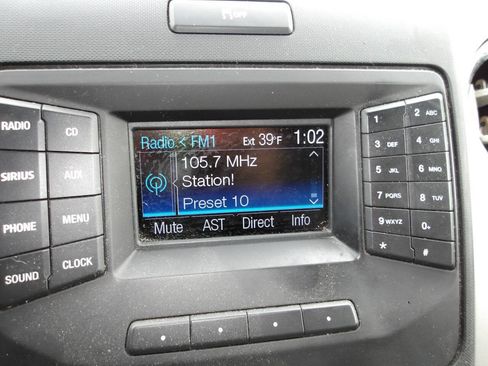 OFF
RADIO
CD
SIRIUS
AUX
PHONE
MENU
SOUND
CLOCK
Radio < FM1 Ext 39°F 1:02
105.7 MHz
Station!
Preset 10
Mute AST Direct Info
1 2 ABC
3 DEF 4 GHI
5 JKL 6 MNO
7 PQRS 8 TUV
9 WXYZ 0+
* #